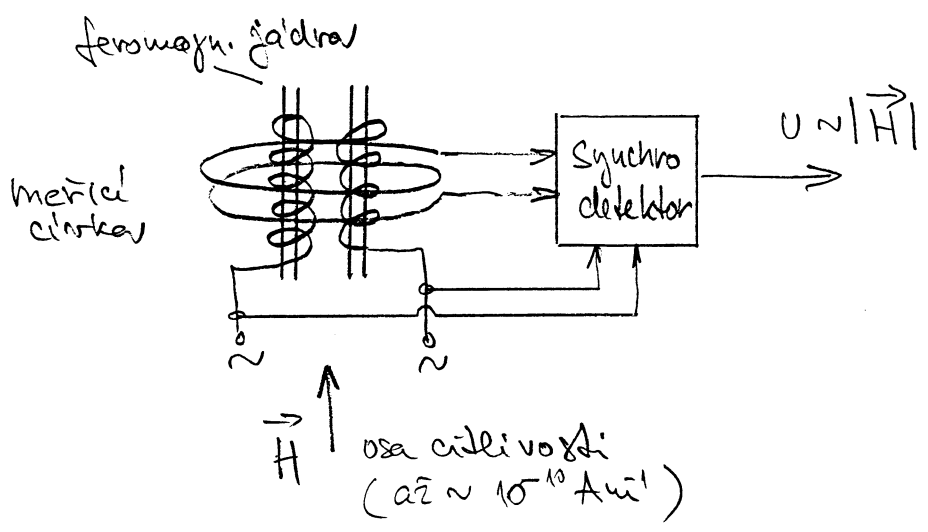 feromagn. jádra
U ~ |H⃗|
Synchro
detektor
měřící
cívka
~ ~
H⃗
osa citlivosti
(až ~ 10⁻¹⁰ Am⁻¹)